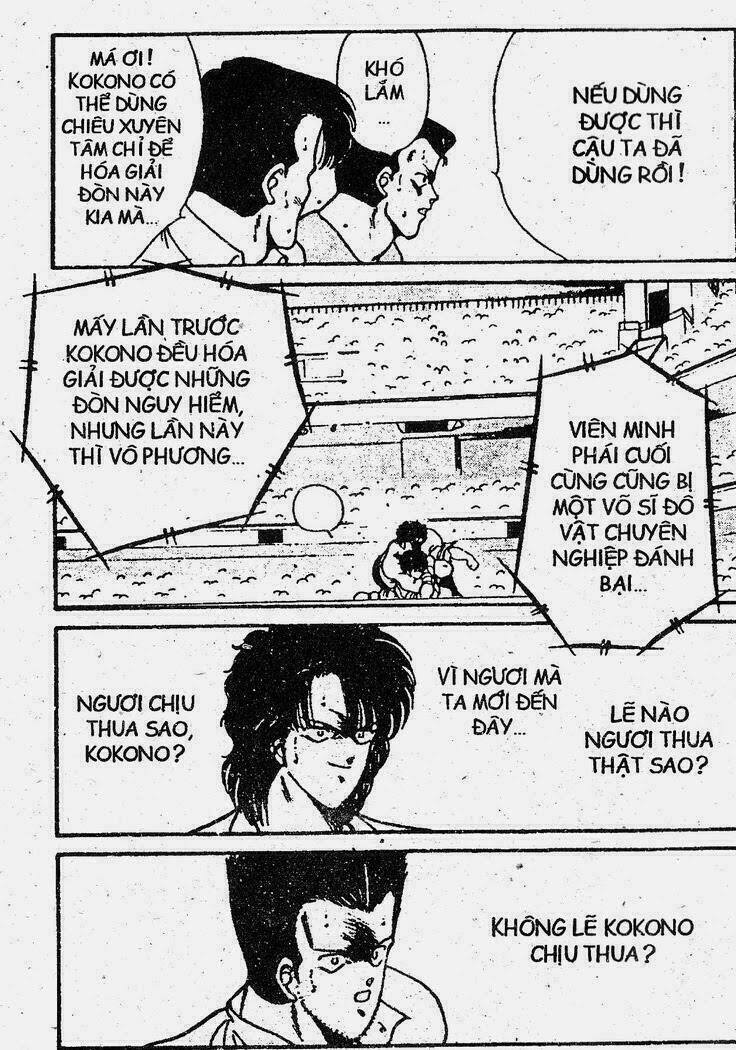 MÁ ƠI!
KOKONO CÓ
THỂ DÙNG
CHIÊU XUYÊN
TÂM CHỈ ĐỂ
HÓA GIẢI
ĐÒN NÀY
KIA MÀ...
KHÓ
LẮM
...
NẾU DÙNG
ĐƯỢC THÌ
CẬU TA ĐÃ
DÙNG RỒI!
MẤY LẦN TRƯỚC
KOKONO ĐỀU HÓA
GIẢI ĐƯỢC NHỮNG
ĐÒN NGUY HIỂM,
NHƯNG LẦN NÀY
THÌ VÔ PHƯƠNG...
VIÊN MINH
PHÁI CUỐI
CÙNG CŨNG BỊ
MỘT VÕ SĨ ĐÔ
VẬT CHUYÊN
NGHIỆP ĐÁNH
BẠI...
NGƯƠI CHỊU
THUA SAO,
KOKONO?
VÌ NGƯƠI MÀ
TA MỚI ĐẾN
ĐÂY...
LẼ NÀO
NGƯƠI THUA
THẬT SAO?
KHÔNG LẼ KOKONO
CHỊU THUA?